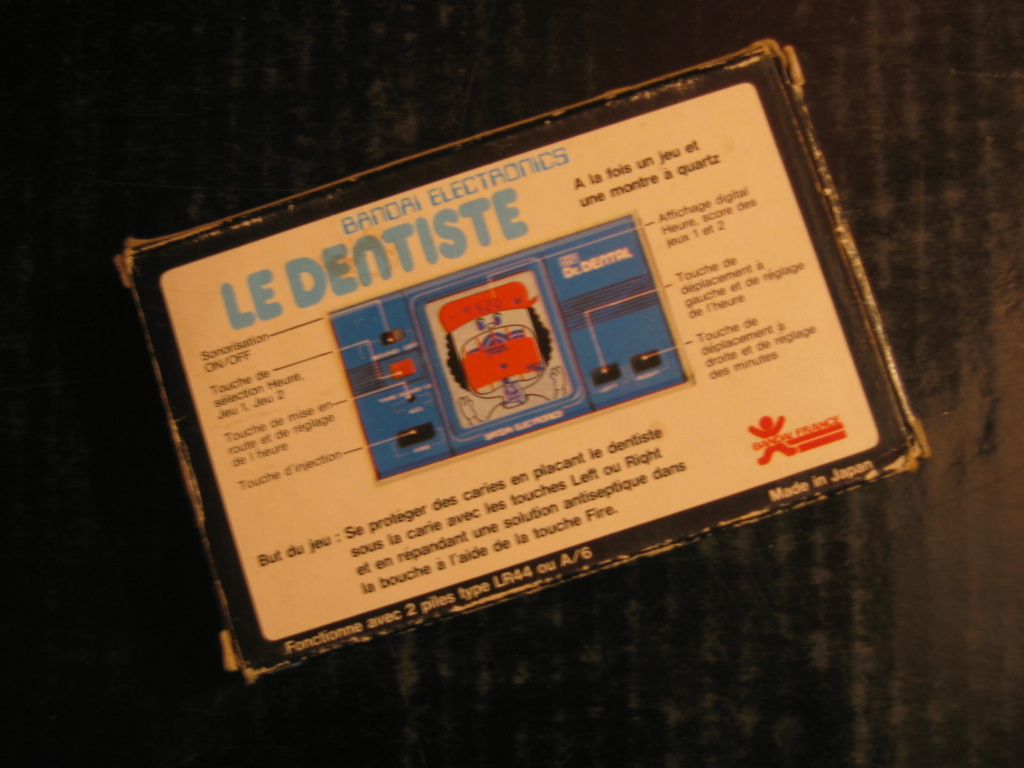 BANDAI ELECTRONICS
LE DENTISTE
A la fois un jeu et
une montre à quartz
Sonorisation
ON/OFF
Touche de
sélection Heure,
Jeu 1, Jeu 2
Touche de mise en
route et de réglage
de l'heure
Touche d'injection
Dr. DENTAL
BANDAI ELECTRONICS
Affichage digital
Heure, score des
jeux 1 et 2
Touche de
déplacement à
gauche et de réglage
de l'heure
Touche de
déplacement à
droite et de réglage
des minutes
But du jeu : Se protéger des caries en placant le dentiste
sous la carie avec les touches Left ou Right
et en répandant une solution antiseptique dans
la bouche à l'aide de la touche Fire.
BANDAI FRANCE
Fonctionne avec 2 piles type LR44 ou A/6
Made in Japan